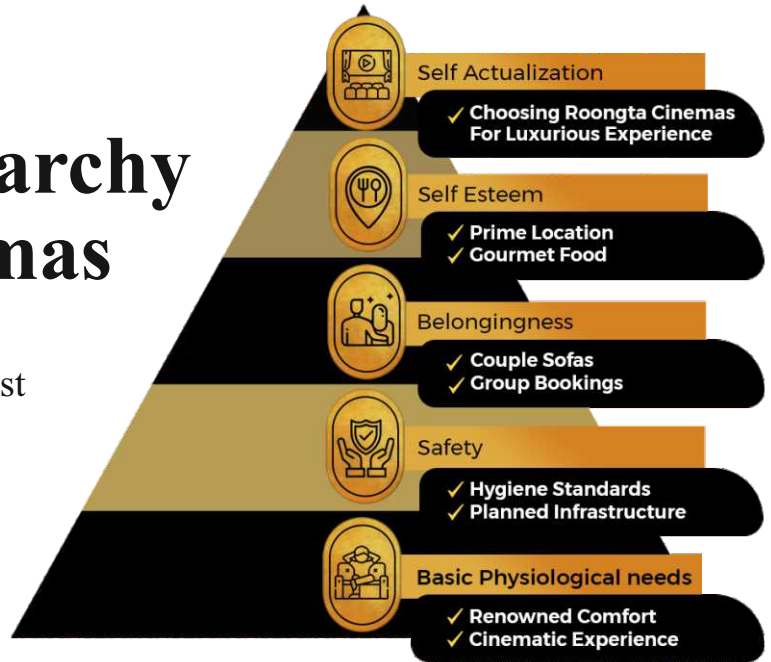 archy
mas
st
Self Actualization
✓ Choosing Roongta Cinemas
For Luxurious Experience
Self Esteem
✓ Prime Location
✓ Gourmet Food
Belongingness
✓ Couple Sofas
✓ Group Bookings
Safety
✓ Hygiene Standards
✓ Planned Infrastructure
Basic Physiological needs
✓ Renowned Comfort
✓ Cinematic Experience